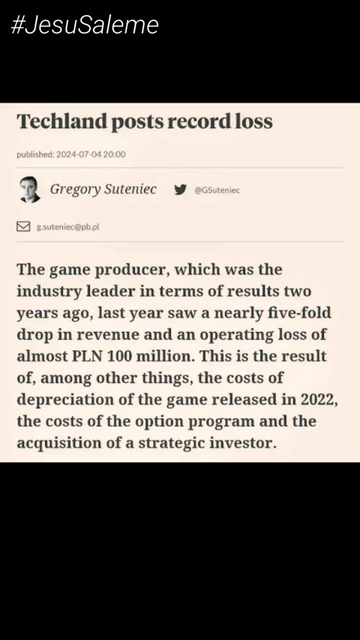 #JesuSaleme
Techland posts record loss
published: 2024-07-04 20:00
Gregory Suteniec
@GSuteniec
g.suteniec@pb.pl
The game producer, which was the
industry leader in terms of results two
years ago, last year saw a nearly five-fold
drop in revenue and an operating loss of
almost PLN 100 million. This is the result
of, among other things, the costs of
depreciation of the game released in 2022,
the costs of the option program and the
acquisition of a strategic investor.